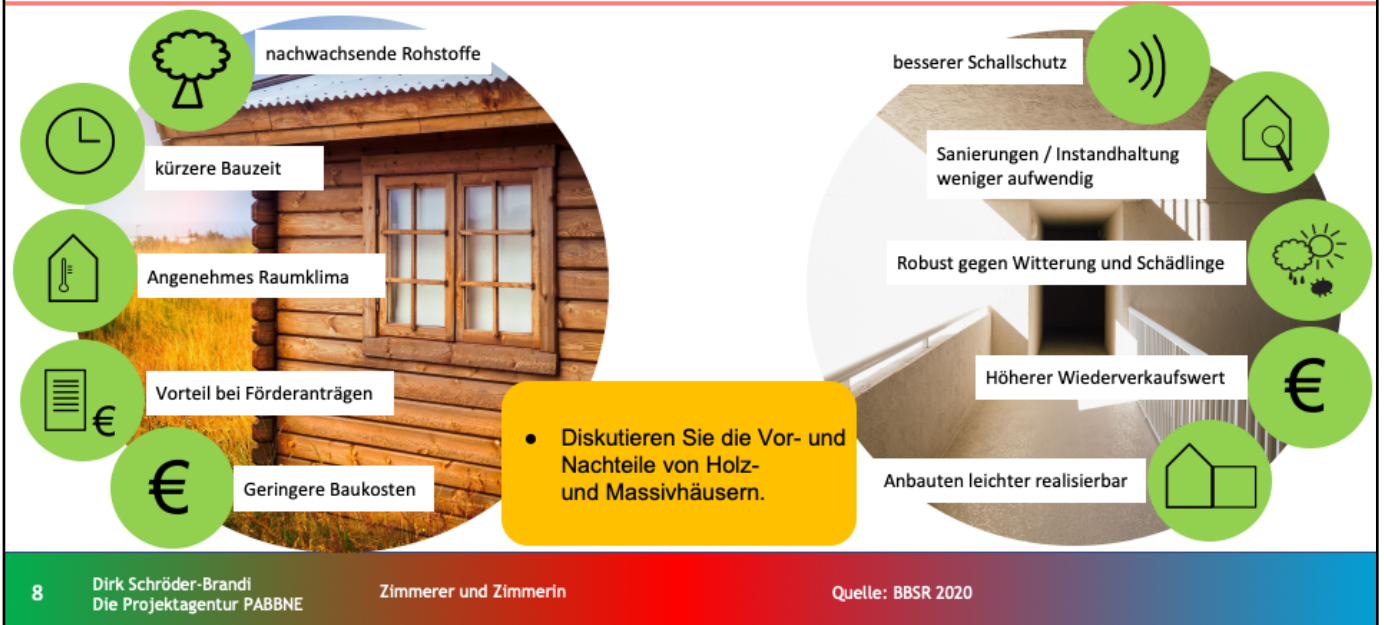 nachwachsende Rohstoffe
kürzere Bauzeit
Angenehmes Raumklima
Vorteil bei Förderanträgen
€
€
Geringere Baukosten
besserer Schallschutz
Sanierungen / Instandhaltung
weniger aufwendig
Robust gegen Witterung und Schädlinge
Höherer Wiederverkaufswert
€
Anbauten leichter realisierbar
● Diskutieren Sie die Vor- und
Nachteile von Holz-
und Massivhäusern.
8
Dirk Schröder-Brandi
Die Projektagentur PABBNE
Zimmerer und Zimmerin
Quelle: BBSR 2020